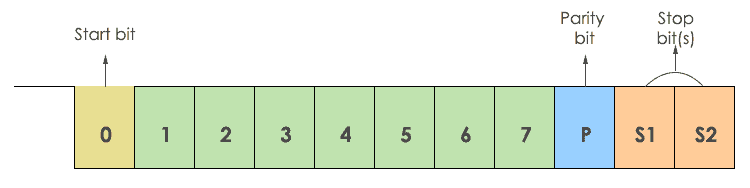 Start bit
Parity
bit
Stop
bit(s)
0 1 2 3 4 5 6 7 P S1 S2